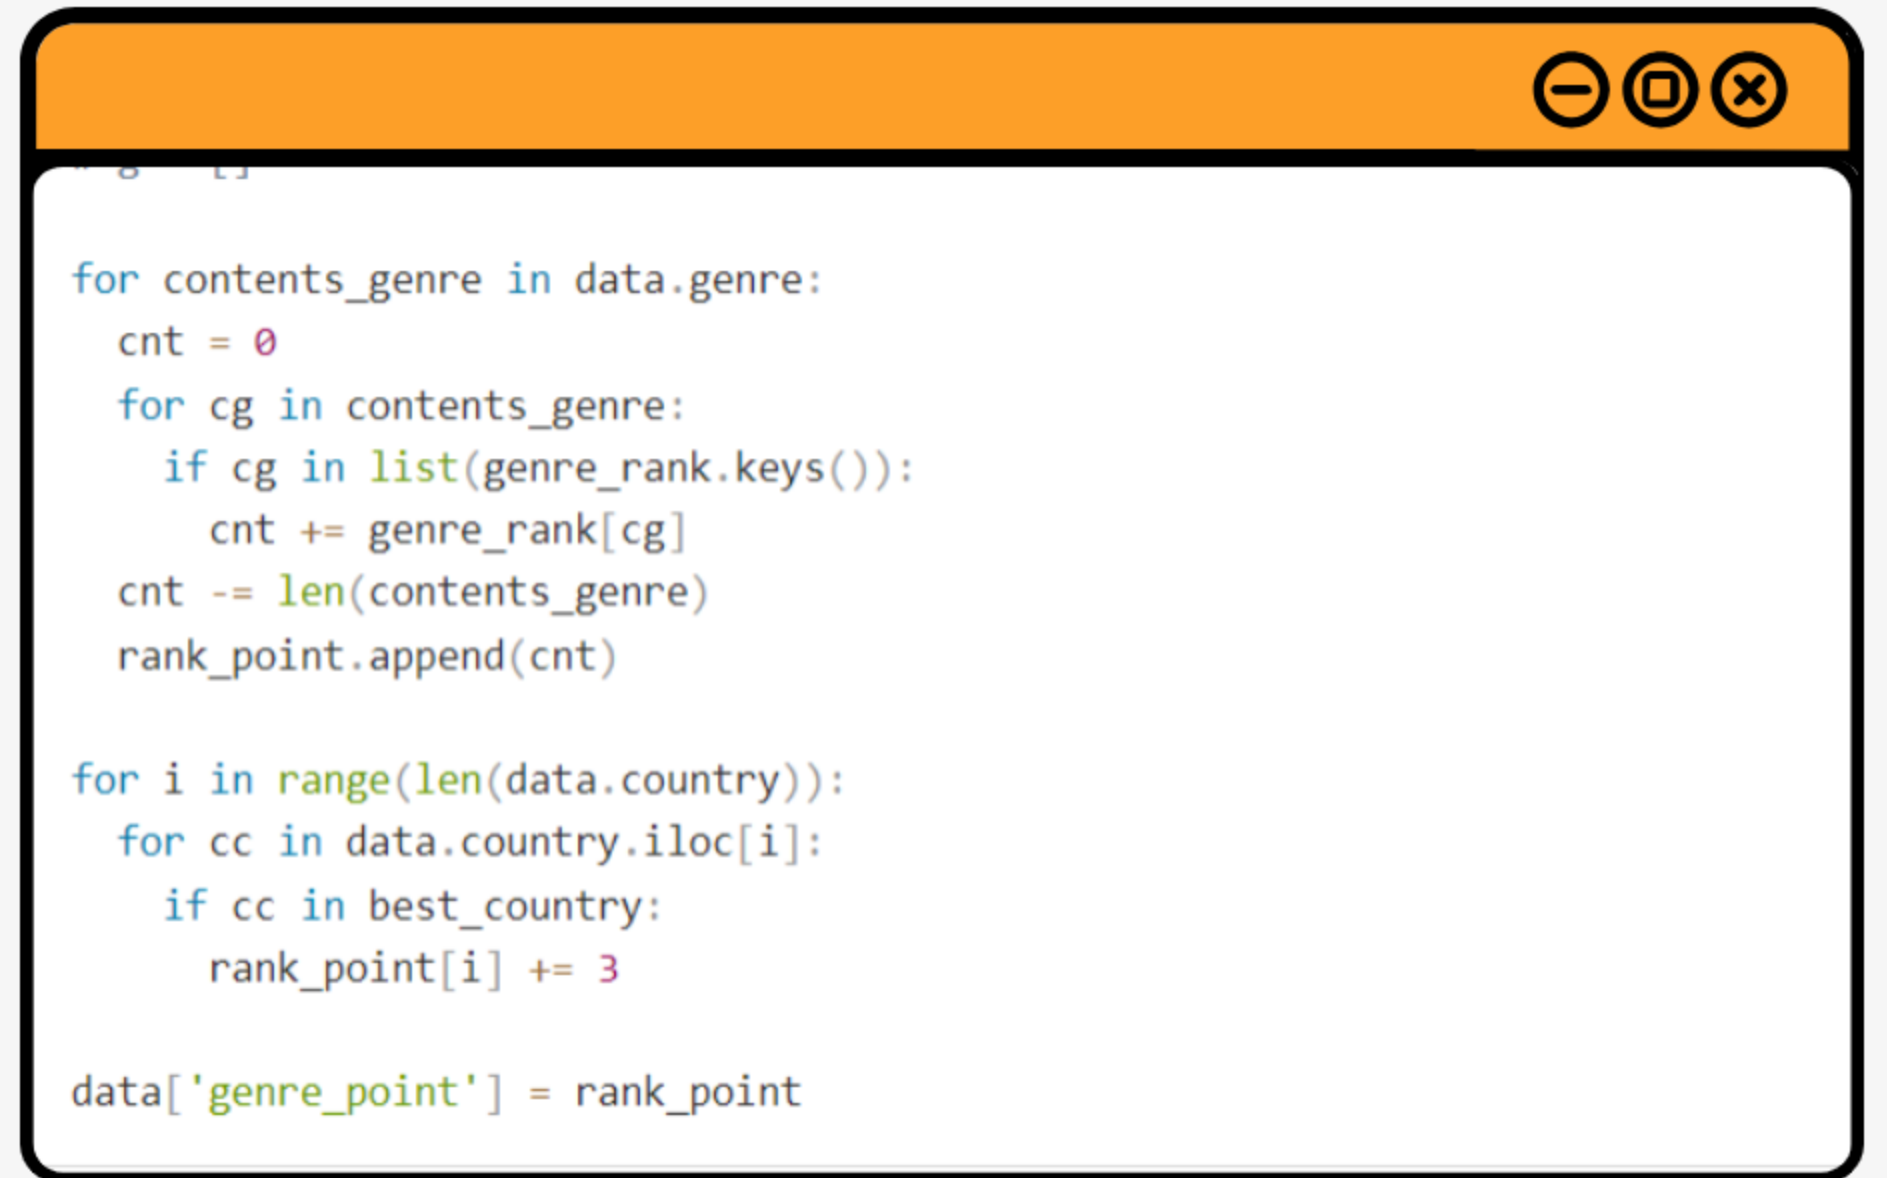 for contents_genre in data.genre:
  cnt = 0
  for cg in contents_genre:
    if cg in list(genre_rank.keys()):
      cnt += genre_rank[cg]
  cnt -= len(contents_genre)
  rank_point.append(cnt)

for i in range(len(data.country)):
  for cc in data.country.iloc[i]:
    if cc in best_country:
      rank_point[i] += 3

data['genre_point'] = rank_point